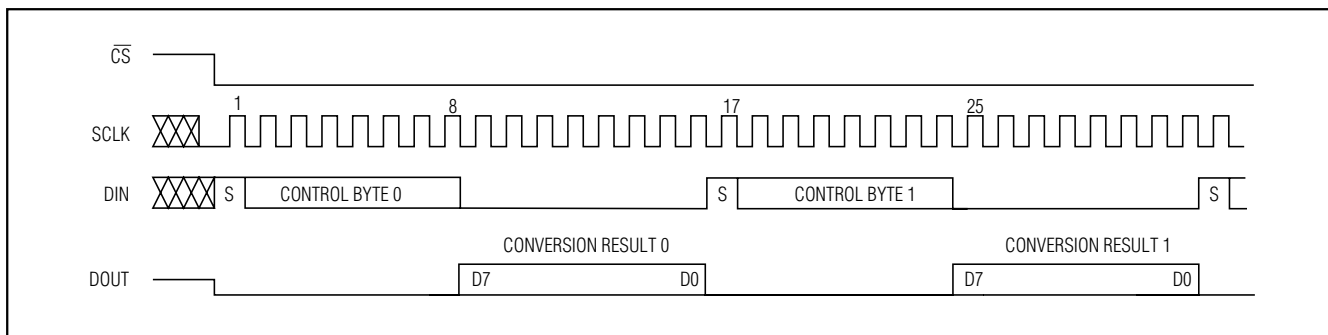 C̅S̅
1 8 17 25
SCLK
DIN S CONTROL BYTE 0 S CONTROL BYTE 1 S
CONVERSION RESULT 0 CONVERSION RESULT 1
DOUT D7 D0 D7 D0